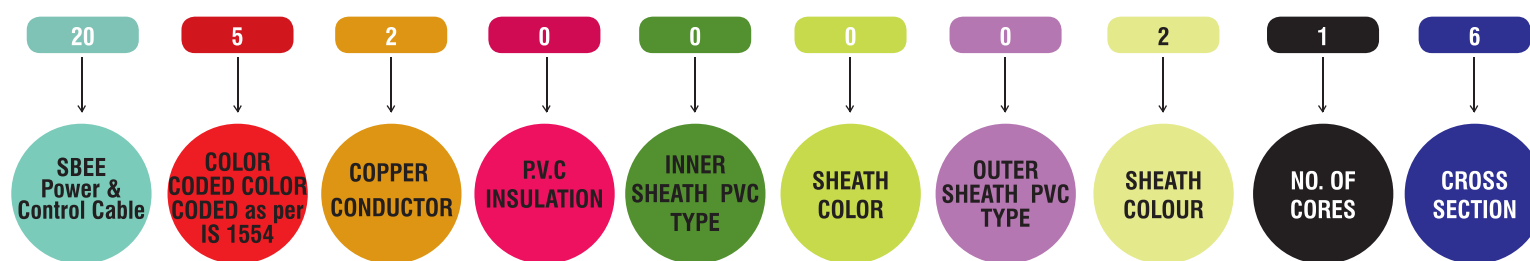 20 5 2 0 0 0 0 2 1 6
SBEE
Power &
Control Cable
COLOR
CODED COLOR
CODED as per
IS 1554
COPPER
CONDUCTOR
P.V.C
INSULATION
INNER
SHEATH PVC
TYPE
SHEATH
COLOR
OUTER
SHEATH PVC
TYPE
SHEATH
COLOUR
NO. OF
CORES
CROSS
SECTION